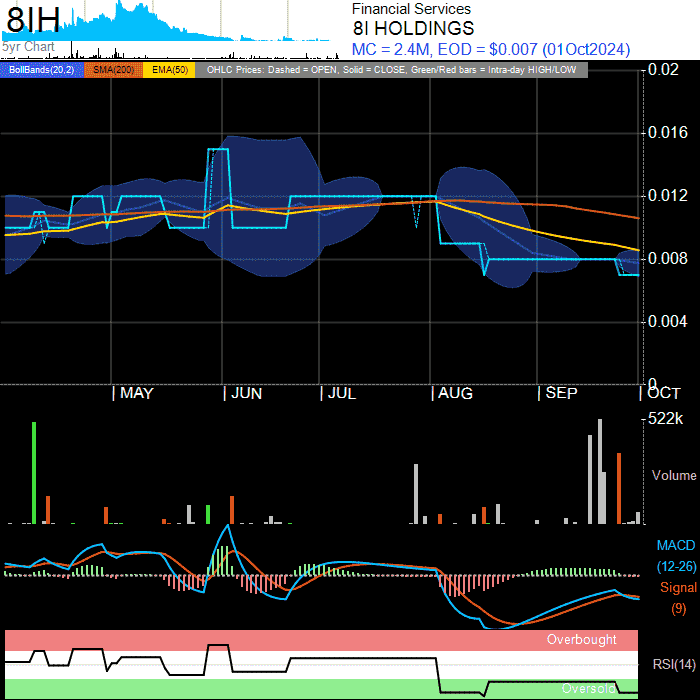 8IH
Financial Services
8I HOLDINGS
5yr Chart
MC = 2.4M, EOD = $0.007 (01Oct2024)
BollBands(20,2) SMA(200) EMA(50) OHLC Prices: Dashed = OPEN, Solid = CLOSE, Green/Red bars = Intra-day HIGH/LOW
0.02
0.016
0.012
0.008
0.004
0
MAY JUN JUL AUG SEP OCT
522k
Volume
MACD
(12-26)
Signal
(9)
Overbought
RSI(14)
Oversold